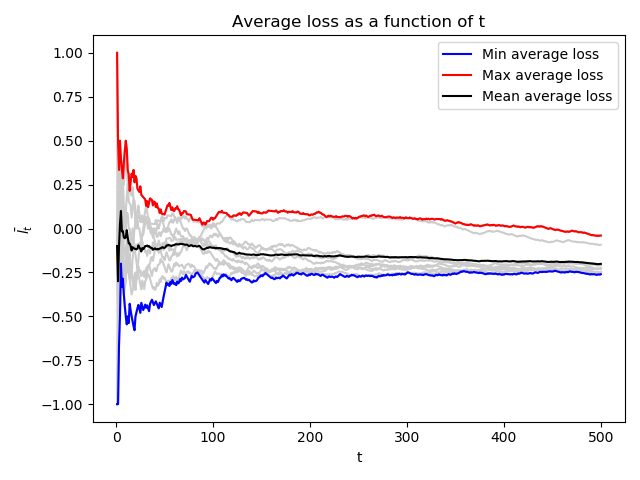 Average loss as a function of t
Min average loss
Max average loss
Mean average loss
1.00
0.75
0.50
0.25
0.00
−0.25
−0.50
−0.75
−1.00
l̄ₜ
0 100 200 300 400 500
t